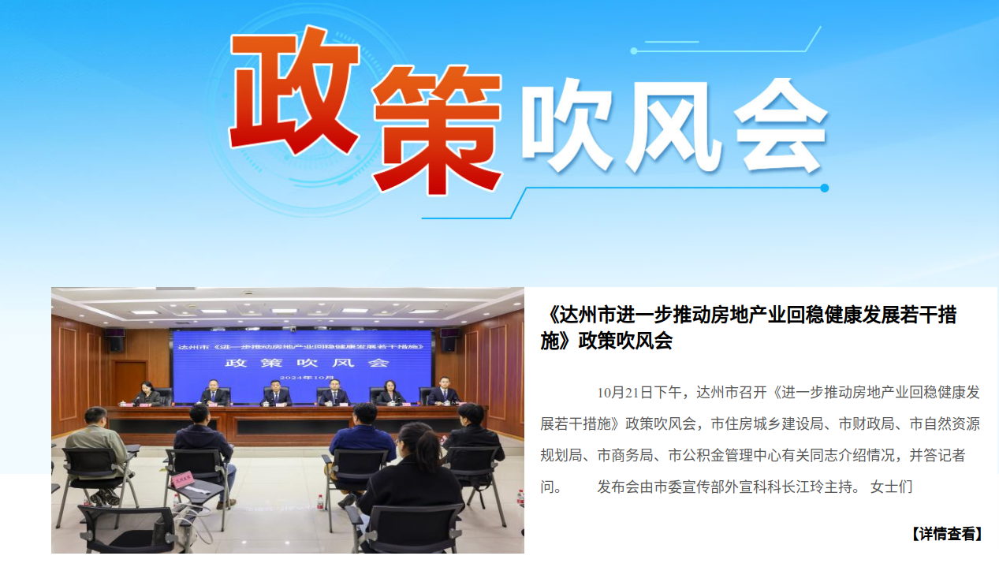 政策吹风会
达州市《进一步推动房地产业回稳健康发展若干措施》
政策吹风会
2024年10月
《达州市进一步推动房地产业回稳健康发展若干措
施》政策吹风会
10月21日下午，达州市召开《进一步推动房地产业回稳健康发
展若干措施》政策吹风会，市住房城乡建设局、市财政局、市自然资源
规划局、市商务局、市公积金管理中心有关同志介绍情况，并答记者
问。 发布会由市委宣传部外宣科科长江玲主持。 女士们
【详情查看】